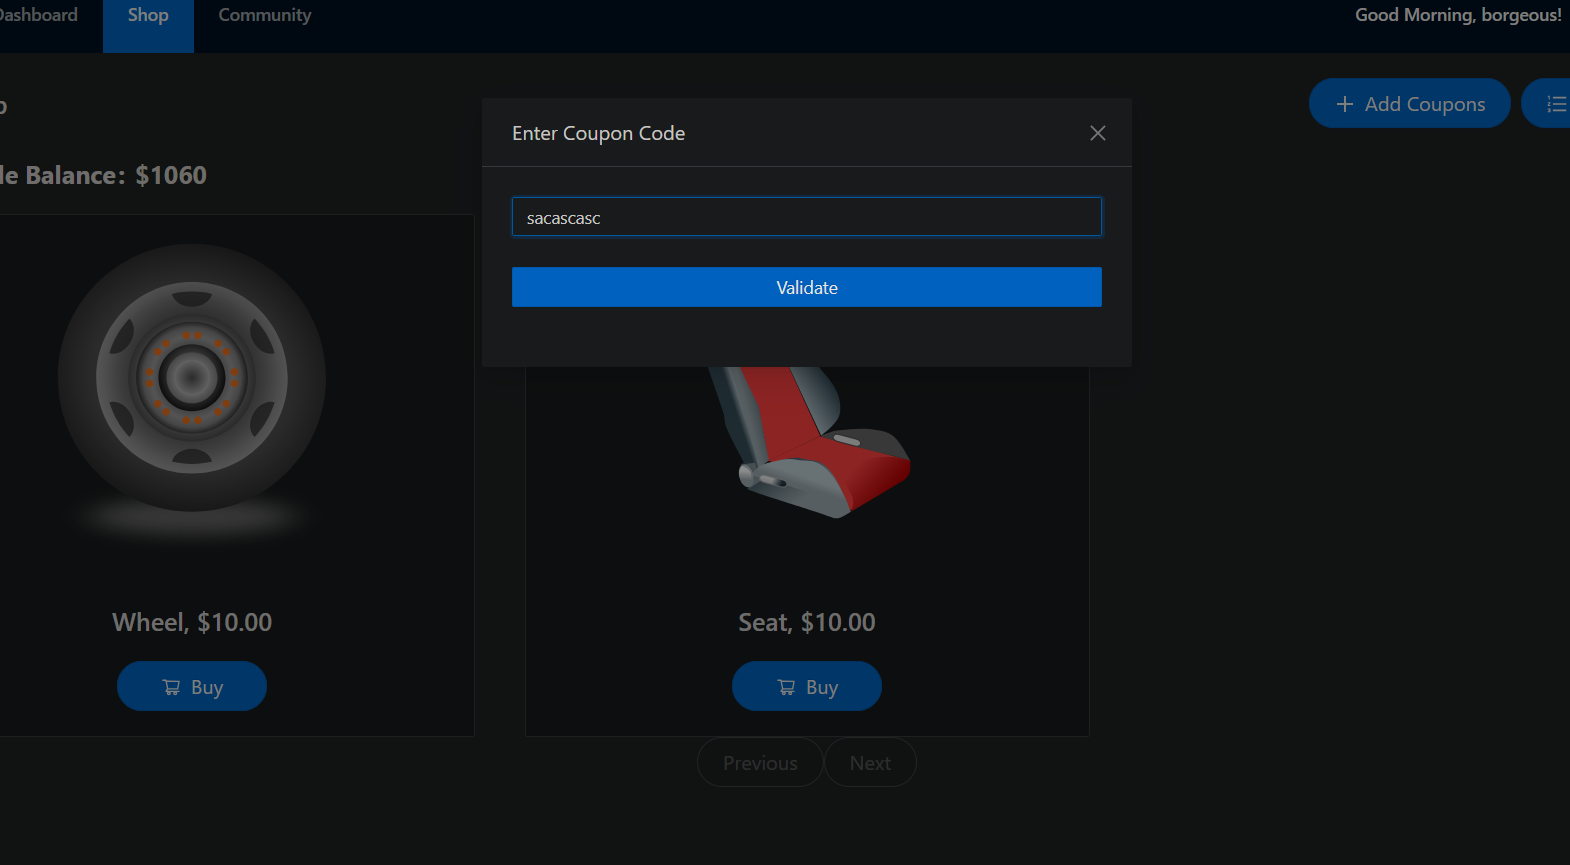 Dashboard
Shop
Community
Good Morning, borgeous!
Add Coupons
Balance: $1060
Enter Coupon Code
sacascasc
Validate
Wheel, $10.00
Seat, $10.00
Buy
Buy
Previous
Next